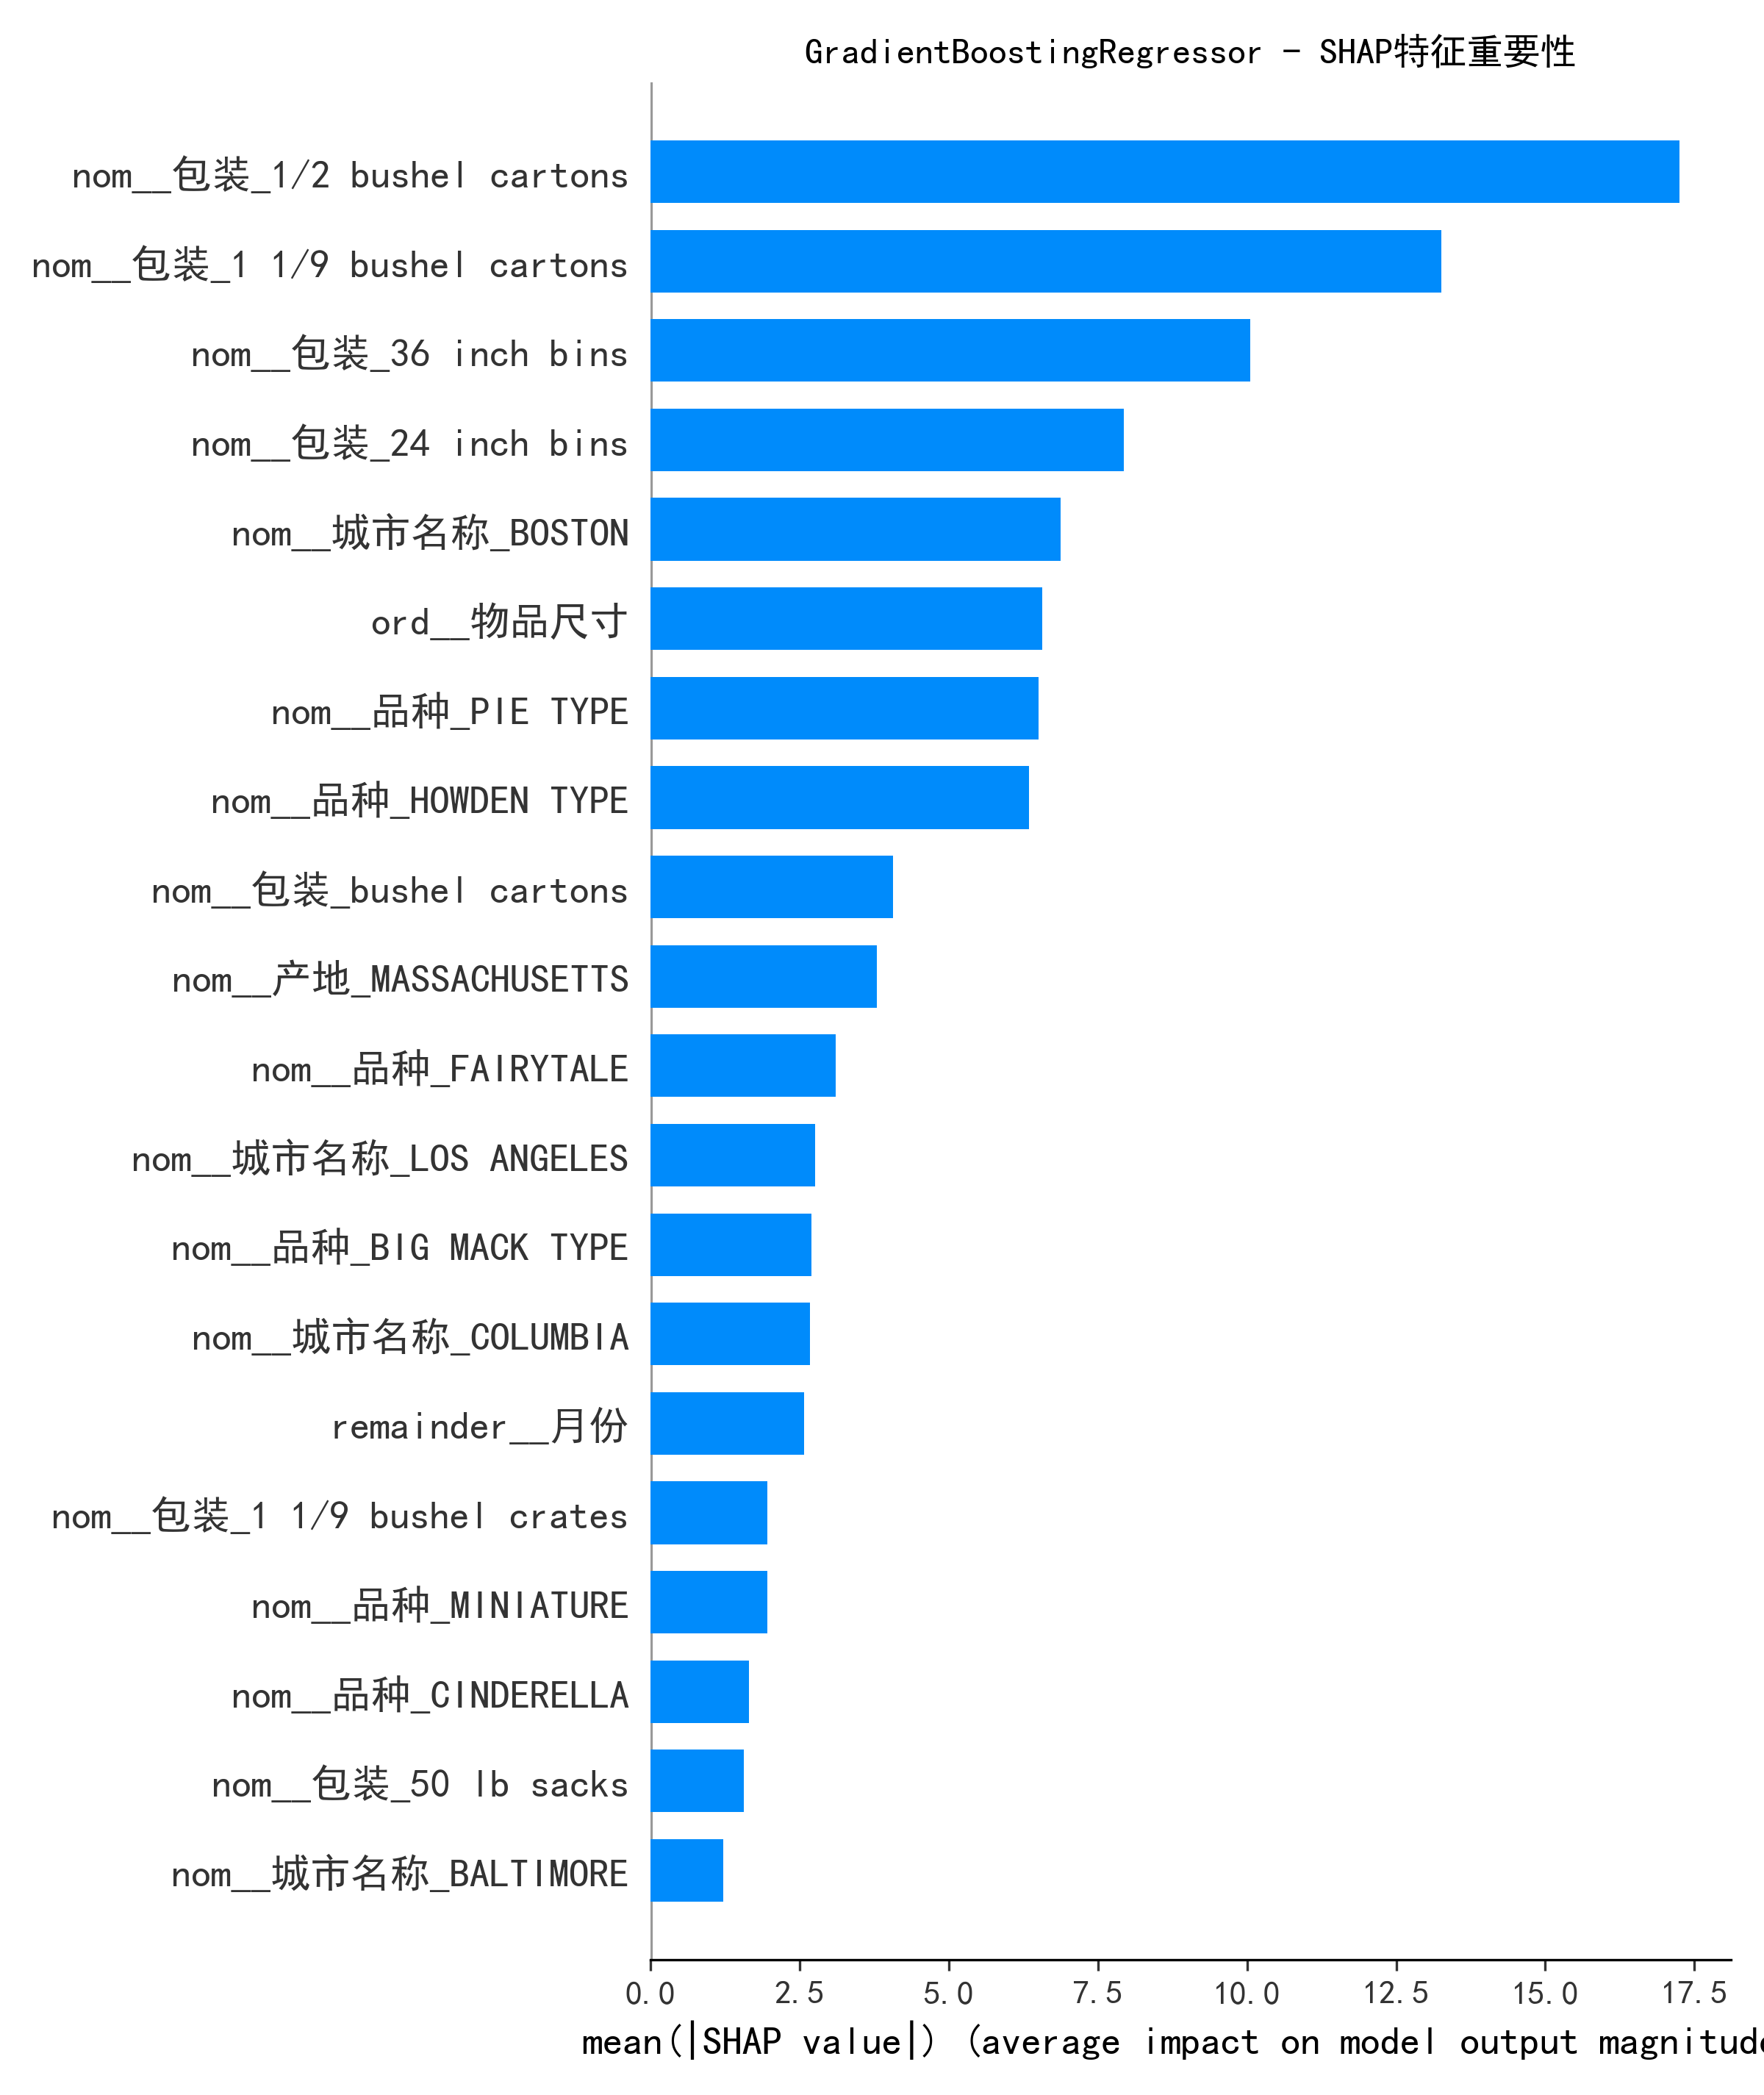 GradientBoostingRegressor - SHAP特征重要性
nom__包装_1/2 bushel cartons
nom__包装_1 1/9 bushel cartons
nom__包装_36 inch bins
nom__包装_24 inch bins
nom__城市名称_BOSTON
ord__物品尺寸
nom__品种_PIE TYPE
nom__品种_HOWDEN TYPE
nom__包装_bushel cartons
nom__产地_MASSACHUSETTS
nom__品种_FAIRYTALE
nom__城市名称_LOS ANGELES
nom__品种_BIG MACK TYPE
nom__城市名称_COLUMBIA
remainder__月份
nom__包装_1 1/9 bushel crates
nom__品种_MINIATURE
nom__品种_CINDERELLA
nom__包装_50 lb sacks
nom__城市名称_BALTIMORE
0.0 2.5 5.0 7.5 10.0 12.5 15.0 17.5
mean(|SHAP value|) (average impact on model output magnitude